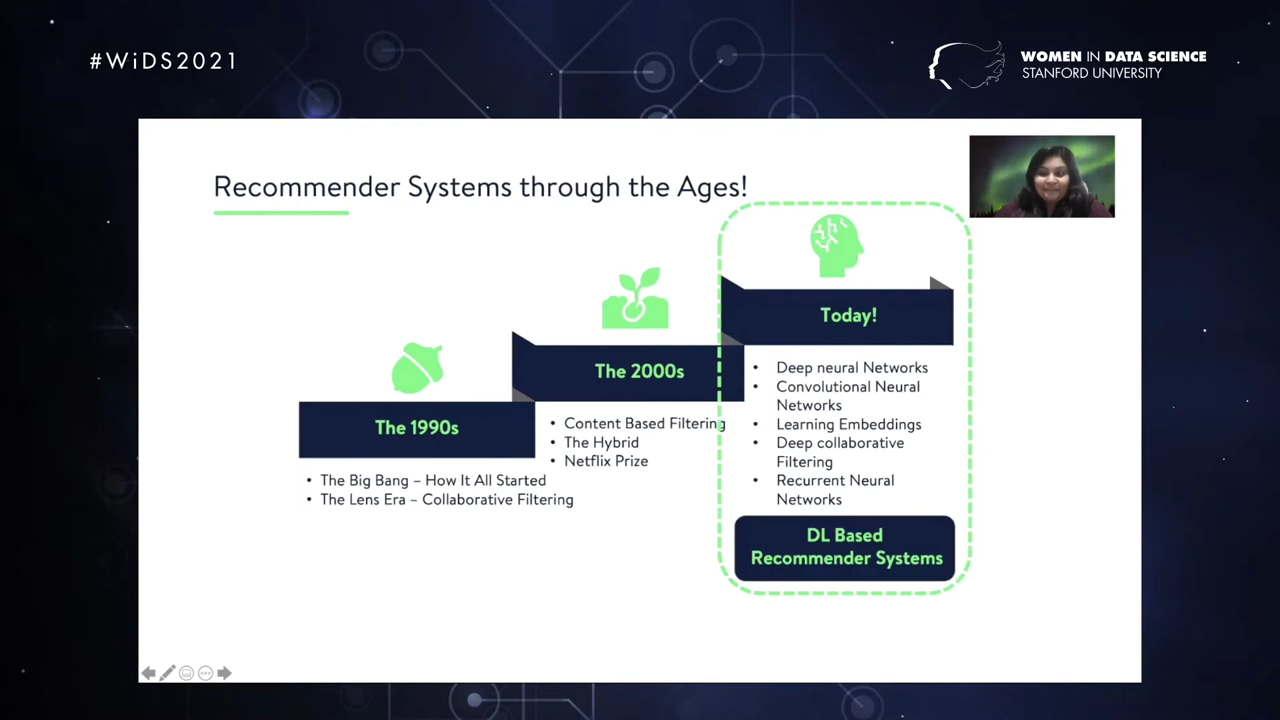 #WiDS2021
WOMEN IN DATA SCIENCE
STANFORD UNIVERSITY
Recommender Systems through the Ages!
The 1990s
• The Big Bang – How It All Started
• The Lens Era – Collaborative Filtering
The 2000s
• Content Based Filtering
• The Hybrid
• Netflix Prize
Today!
• Deep neural Networks
• Convolutional Neural
Networks
• Learning Embeddings
• Deep collaborative
Filtering
• Recurrent Neural
Networks
DL Based
Recommender Systems